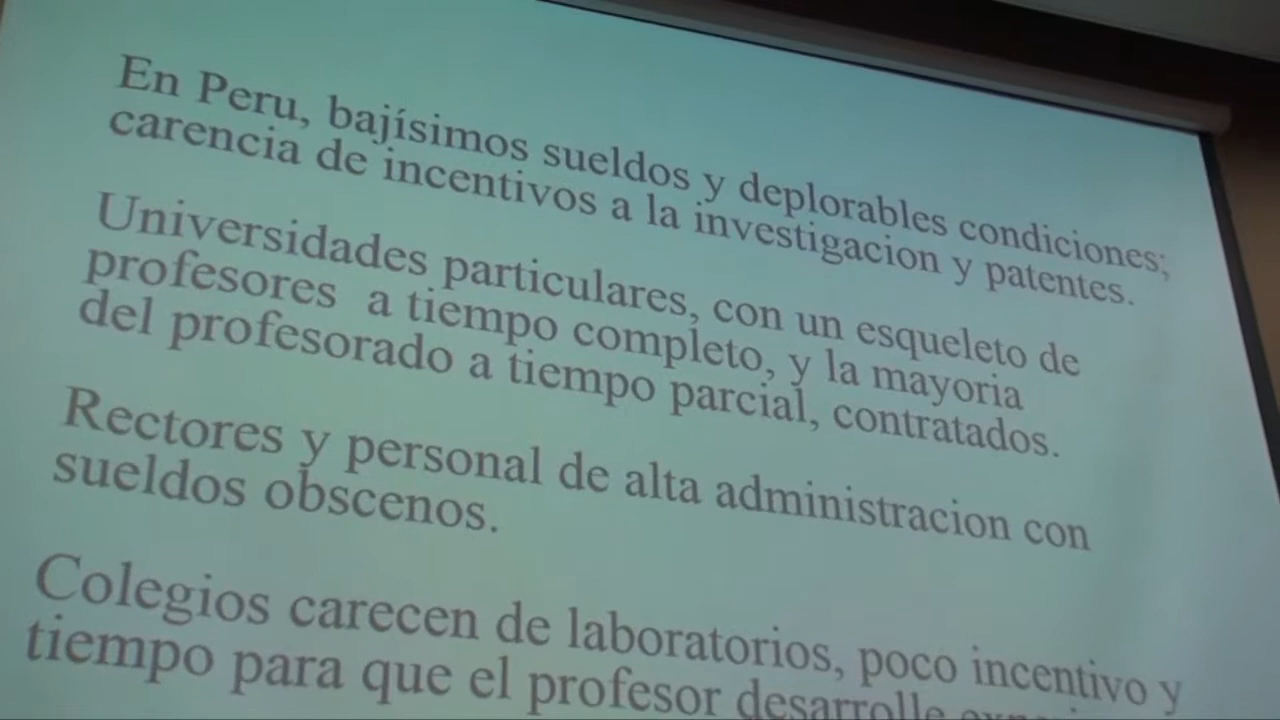 En Peru, bajísimos sueldos y deplorables condiciones;
carencia de incentivos a la investigacion y patentes.
Universidades particulares, con un esqueleto de
profesores a tiempo completo, y la mayoria
del profesorado a tiempo parcial, contratados.
Rectores y personal de alta administracion con
sueldos obscenos.
Colegios carecen de laboratorios, poco incentivo y
tiempo para que el profesor desarrolle